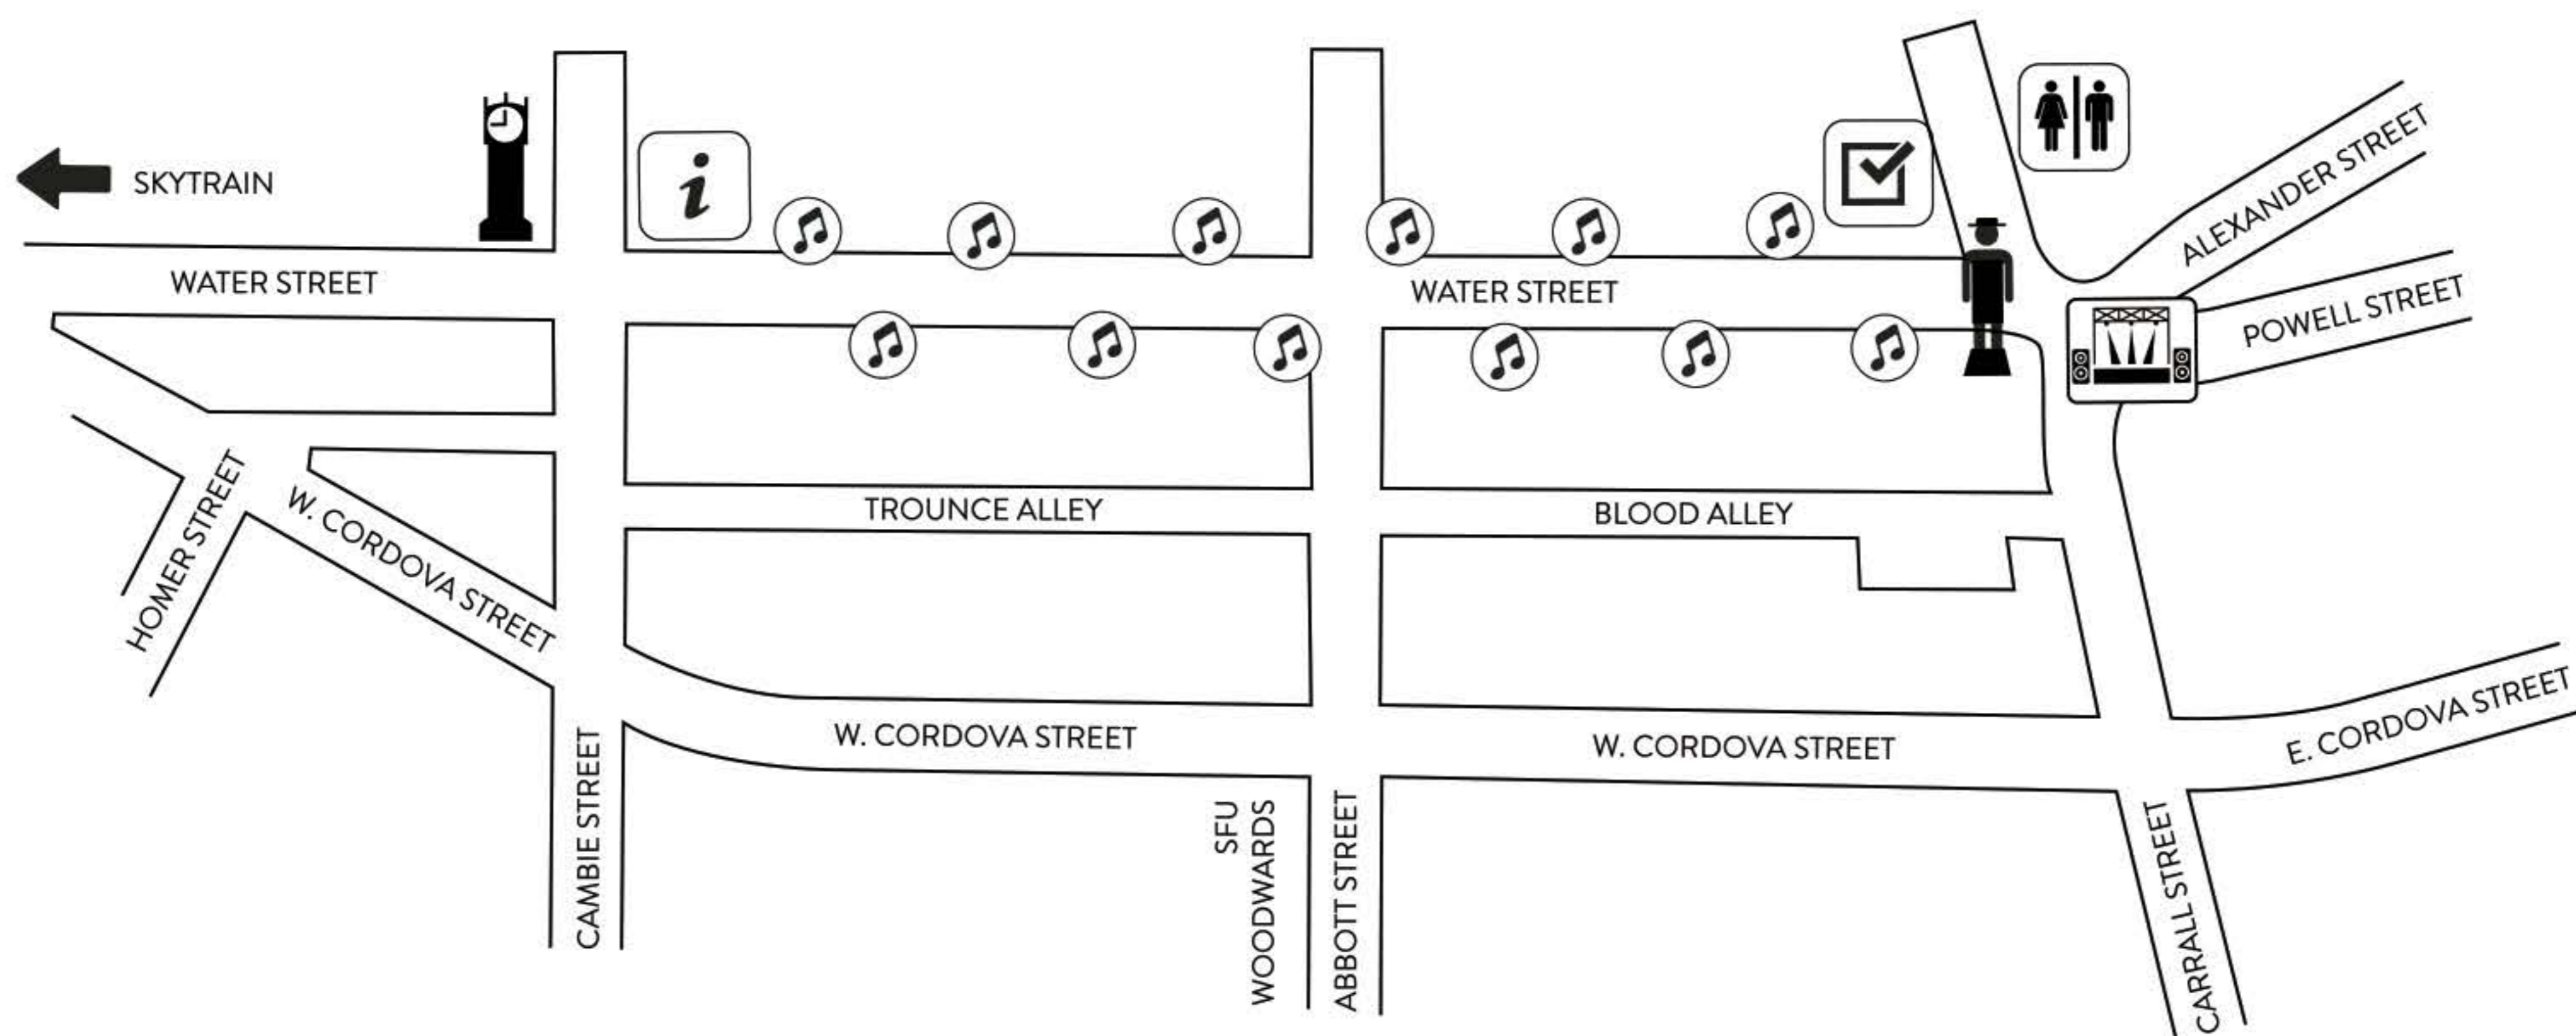 SKYTRAIN
WATER STREET
WATER STREET
ALEXANDER STREET
POWELL STREET
HOMER STREET
W. CORDOVA STREET
TROUNCE ALLEY
BLOOD ALLEY
W. CORDOVA STREET
W. CORDOVA STREET
E. CORDOVA STREET
CAMBIE STREET
SFU
WOODWARDS
ABBOTT STREET
CARRALL STREET
i